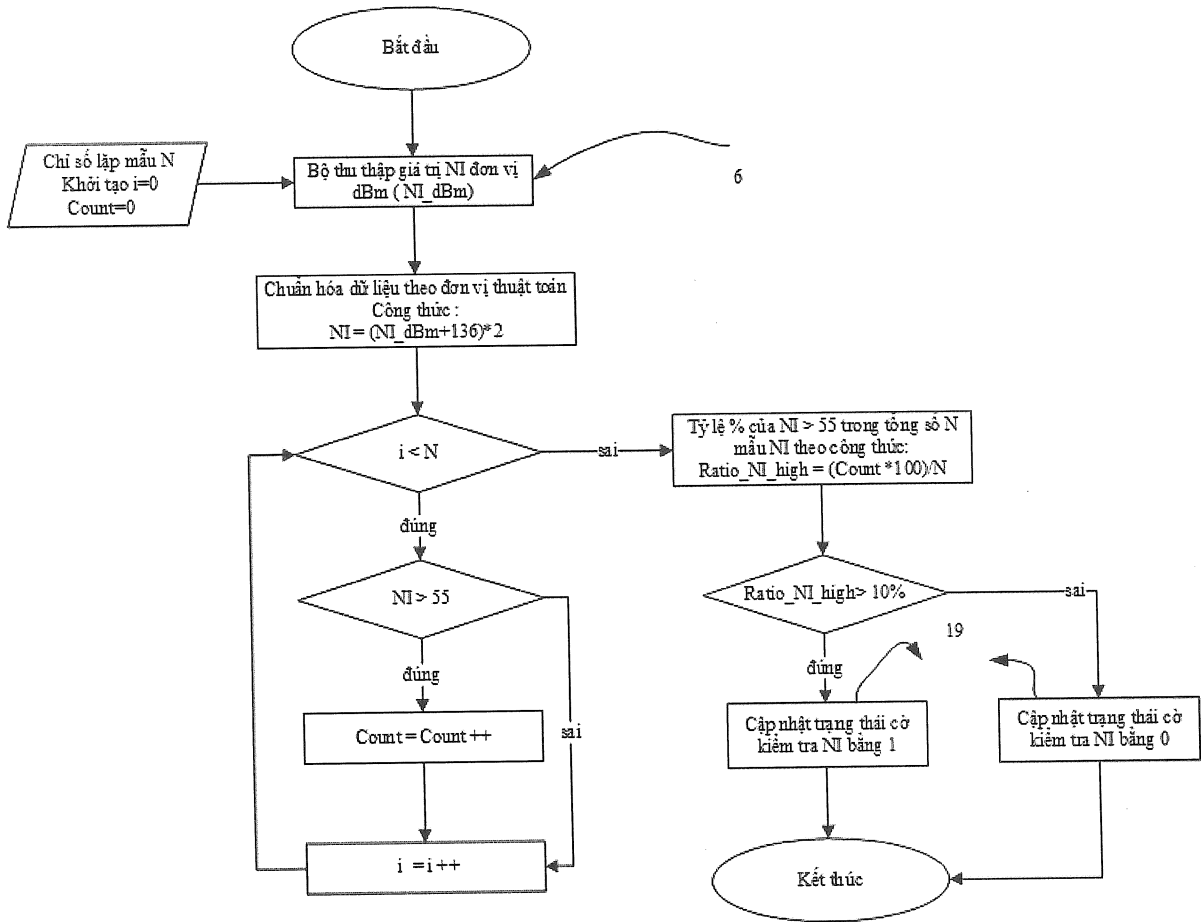 Bắt đầu
Chỉ số lặp mẫu N
Khởi tạo i=0
Count=0
Bộ thu thập giá trị NI đơn vị
dBm ( NI_dBm)
6
Chuẩn hóa dữ liệu theo đơn vị thuật toán
Công thức :
NI = (NI_dBm+136)*2
i < N
sai
Tỷ lệ % của NI > 55 trong tổng số N
mẫu NI theo công thức:
Ratio_NI_high = (Count *100)/N
đúng
NI > 55
Ratio_NI_high> 10%
sai
19
đúng
đúng
Count = Count ++
sai
Cập nhật trạng thái cờ
kiểm tra NI bằng 1
Cập nhật trạng thái cờ
kiểm tra NI bằng 0
i = i ++
Kết thúc